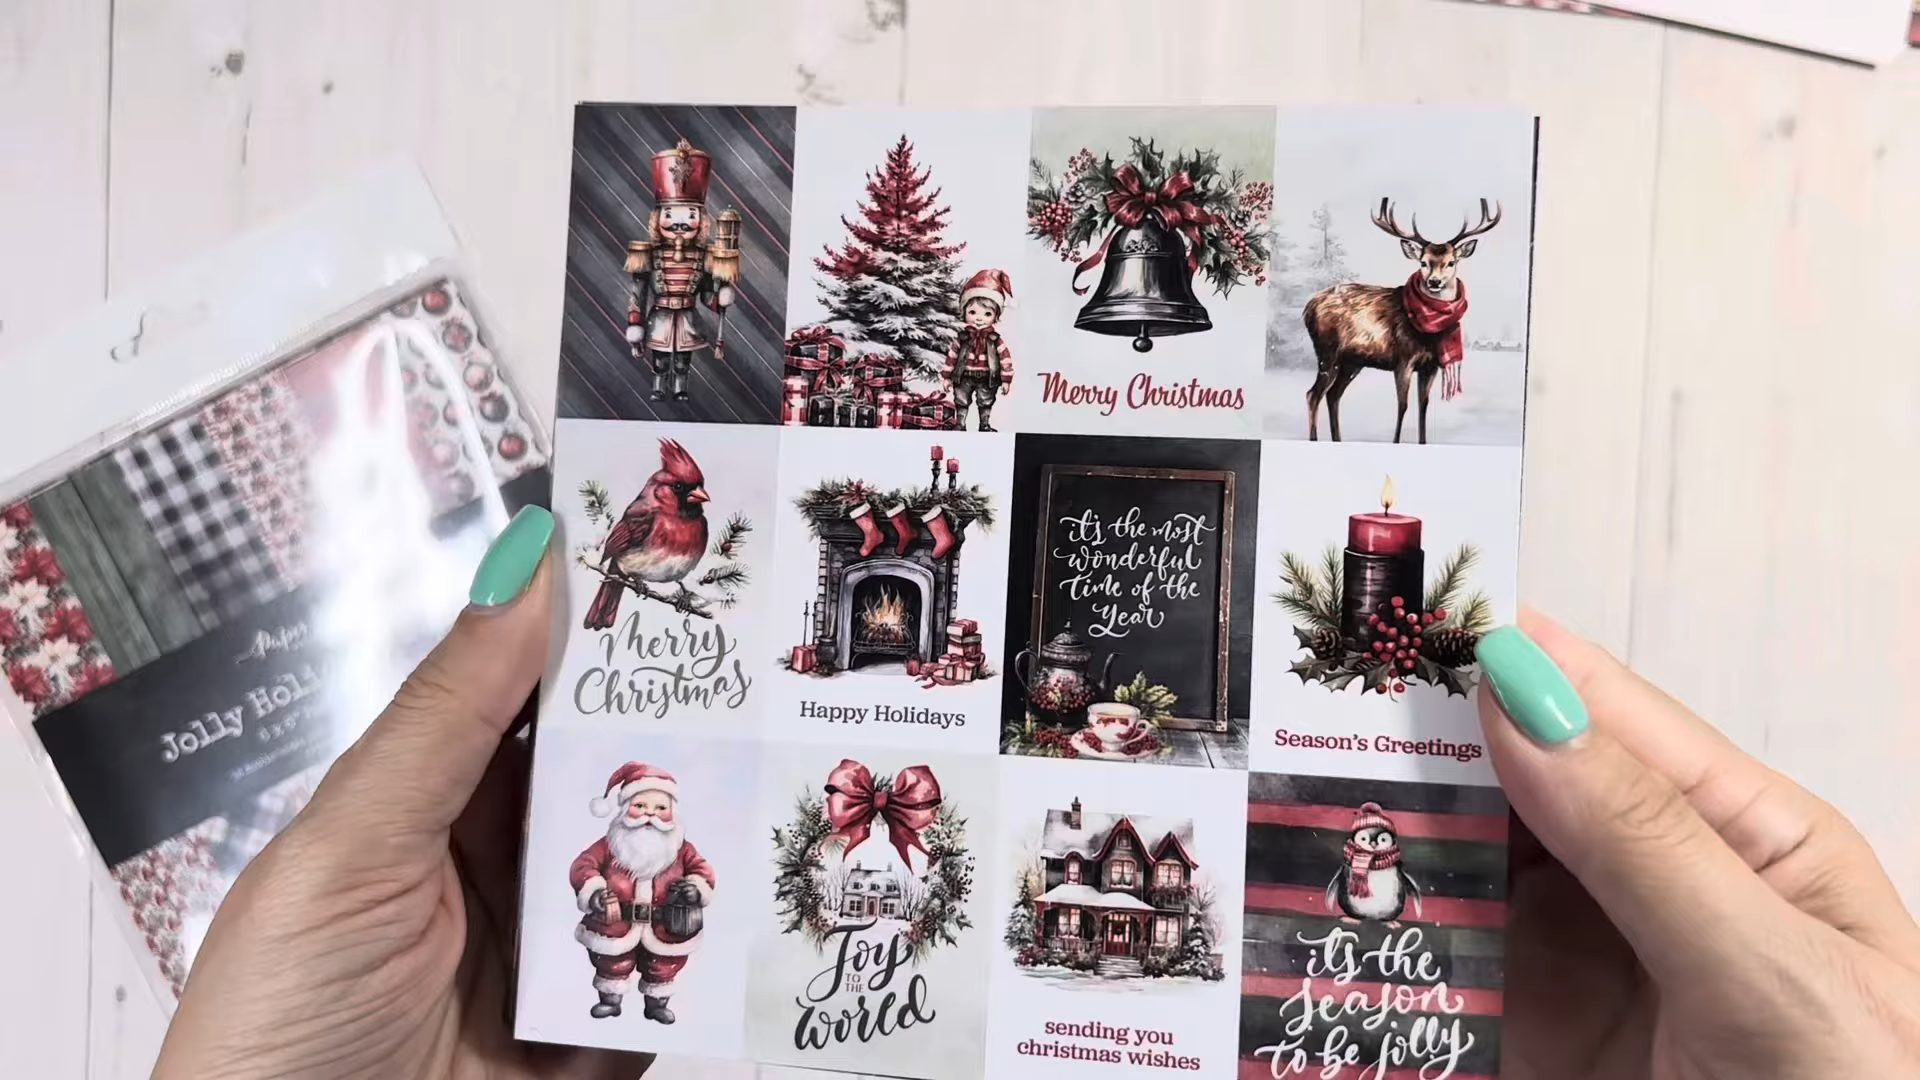 Merry Christmas
Merry
Christmas
Happy Holidays
it's the most
wonderful
time of the
year
Season's Greetings
Joy
TO
THE
world
sending you
christmas wishes
it's the
season
to be jolly
Paper
Jolly